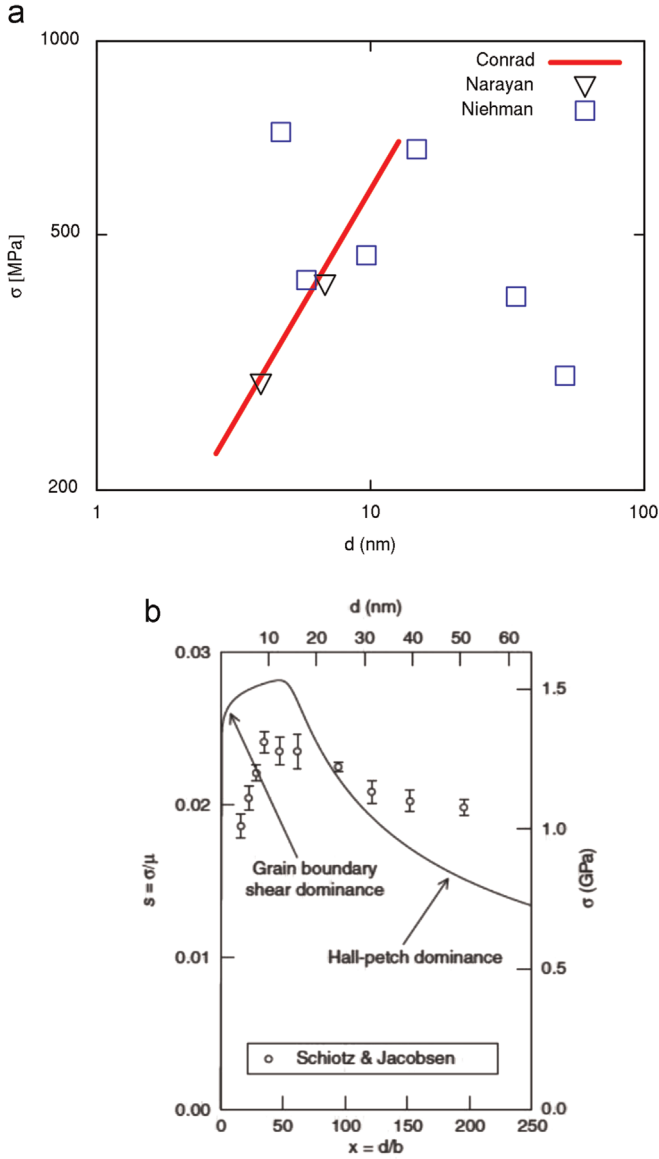 a
1000
Conrad
Narayan
Niehman
500
σ [MPa]
200
1 10 100
d (nm)
b
d (nm)
0 10 20 30 40 50 60
0.03
1.5
0.02
1.0
Grain boundary
shear dominance
s = σ/μ
σ (GPa)
Hall-petch dominance
0.01
0.5
Schiotz & Jacobsen
0.00
0.0
0 50 100 150 200 250
x = d/b